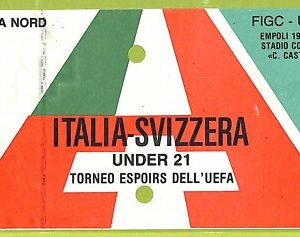 A NORD
FIGC - U
EMPOLI 19
STADIO CO
«C. CAST
ITALIA-SVIZZERA
UNDER 21
TORNEO ESPOIRS DELL'UEFA